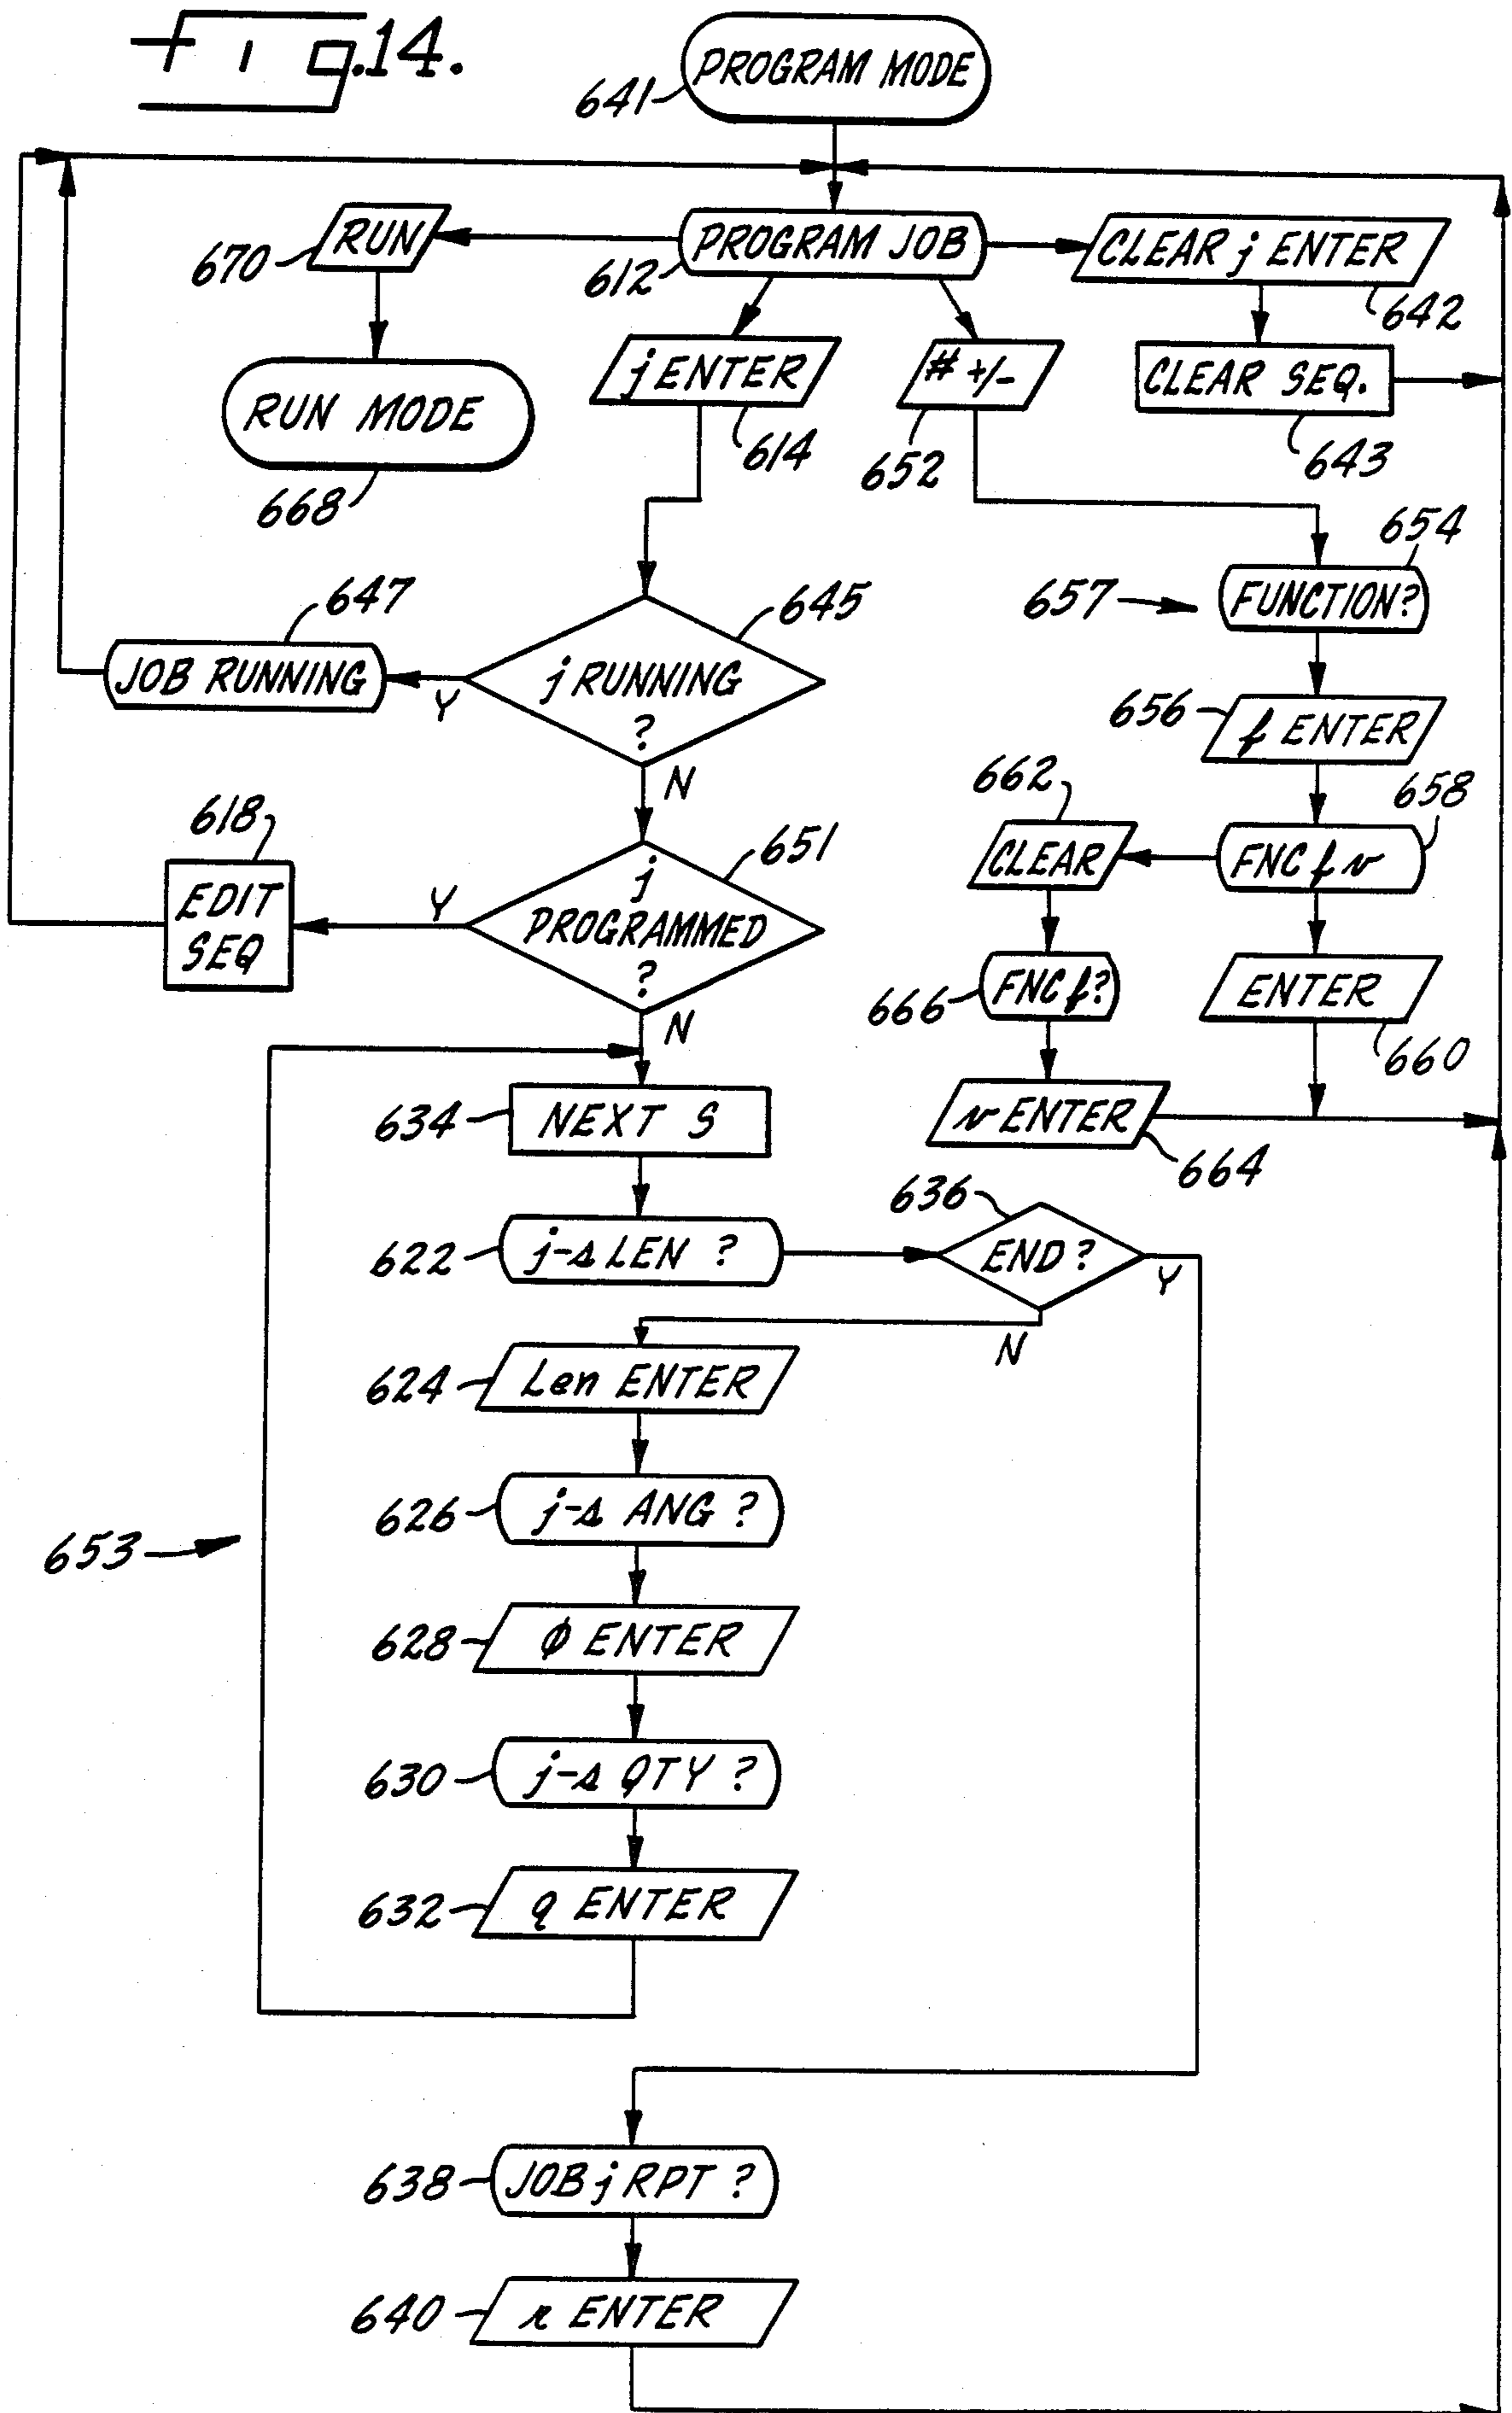 Fig.14.
PROGRAM MODE
641
RUN
670
PROGRAM JOB
612
CLEAR j ENTER
642
RUN MODE
668
j ENTER
614
# +/-
652
CLEAR SEQ.
643
654
647
645
657
FUNCTION?
JOB RUNNING
Y
j RUNNING
?
N
656
f ENTER
662
658
618
651
CLEAR
FNC f v
EDIT
SEQ
Y
j
PROGRAMMED
?
N
666
FNC f?
ENTER
660
634
NEXT S
v ENTER
664
636
622
j-s LEN ?
END?
Y
N
624
Len ENTER
626
j-s ANG ?
653
628
φ ENTER
630
j-s QTY ?
632
q ENTER
638
JOB j RPT ?
640
r ENTER